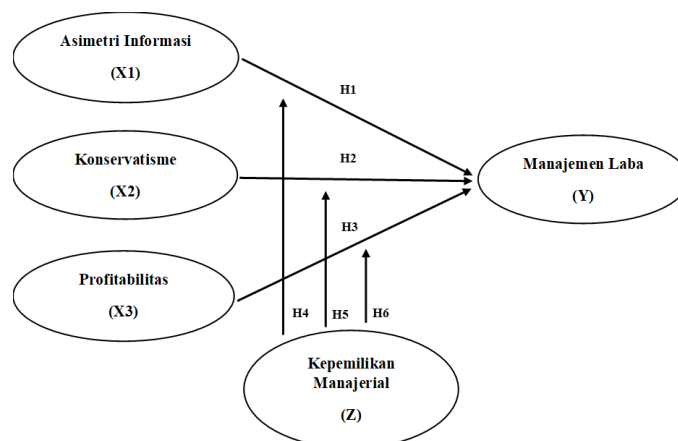 Asimetri Informasi
(X1)
H1
Konservatisme
(X2)
H2
Manajemen Laba
(Y)
H3
Profitabilitas
(X3)
H4
H5
H6
Kepemilikan
Manajerial
(Z)